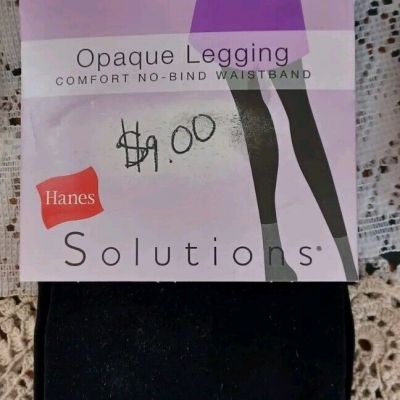 Opaque Legging
COMFORT NO-BIND WAISTBAND
$9.00
Hanes
Solutions®